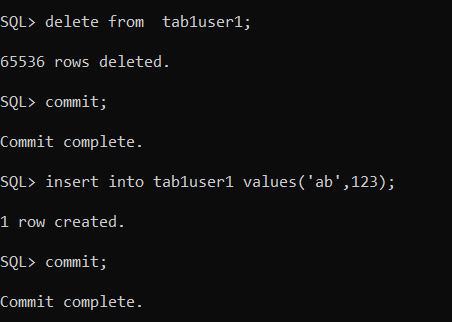 SQL> delete from  tab1user1;
65536 rows deleted.
SQL> commit;
Commit complete.
SQL> insert into tab1user1 values('ab',123);
1 row created.
SQL> commit;
Commit complete.